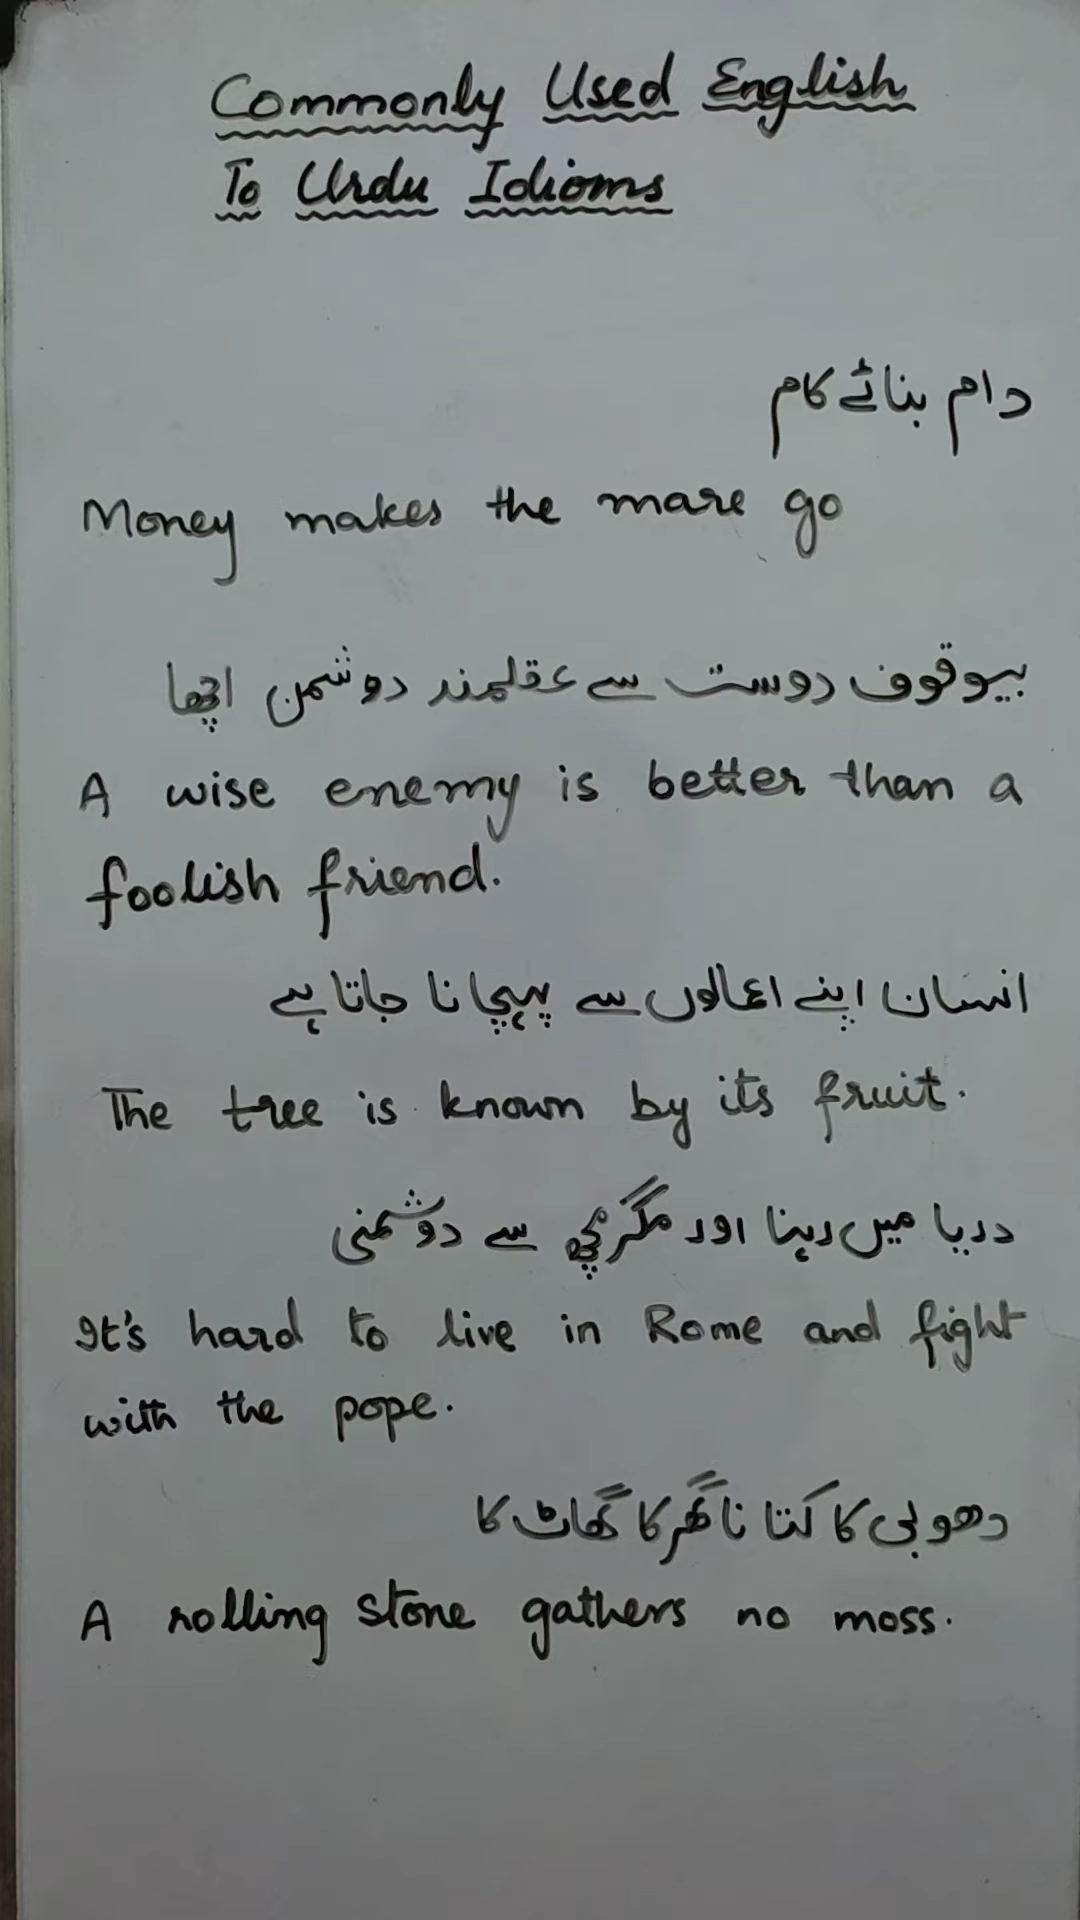 Commonly Used English
To Urdu Idioms
دام بنائے کام
Money makes the mare go
بیوقوف دوست سے عقلمند دوشمن اچھا
A wise enemy is better than a
foolish friend.
انسان اپنے اعمالوں سے پہچانا جاتا ہے
The tree is known by its fruit.
دریا میں رہنا اور مگرمچھ سے دوشمنی
It's hard to live in Rome and fight
with the pope.
دھوبی کا کتا نا گھر کا گھاٹ کا
A rolling stone gathers no moss.